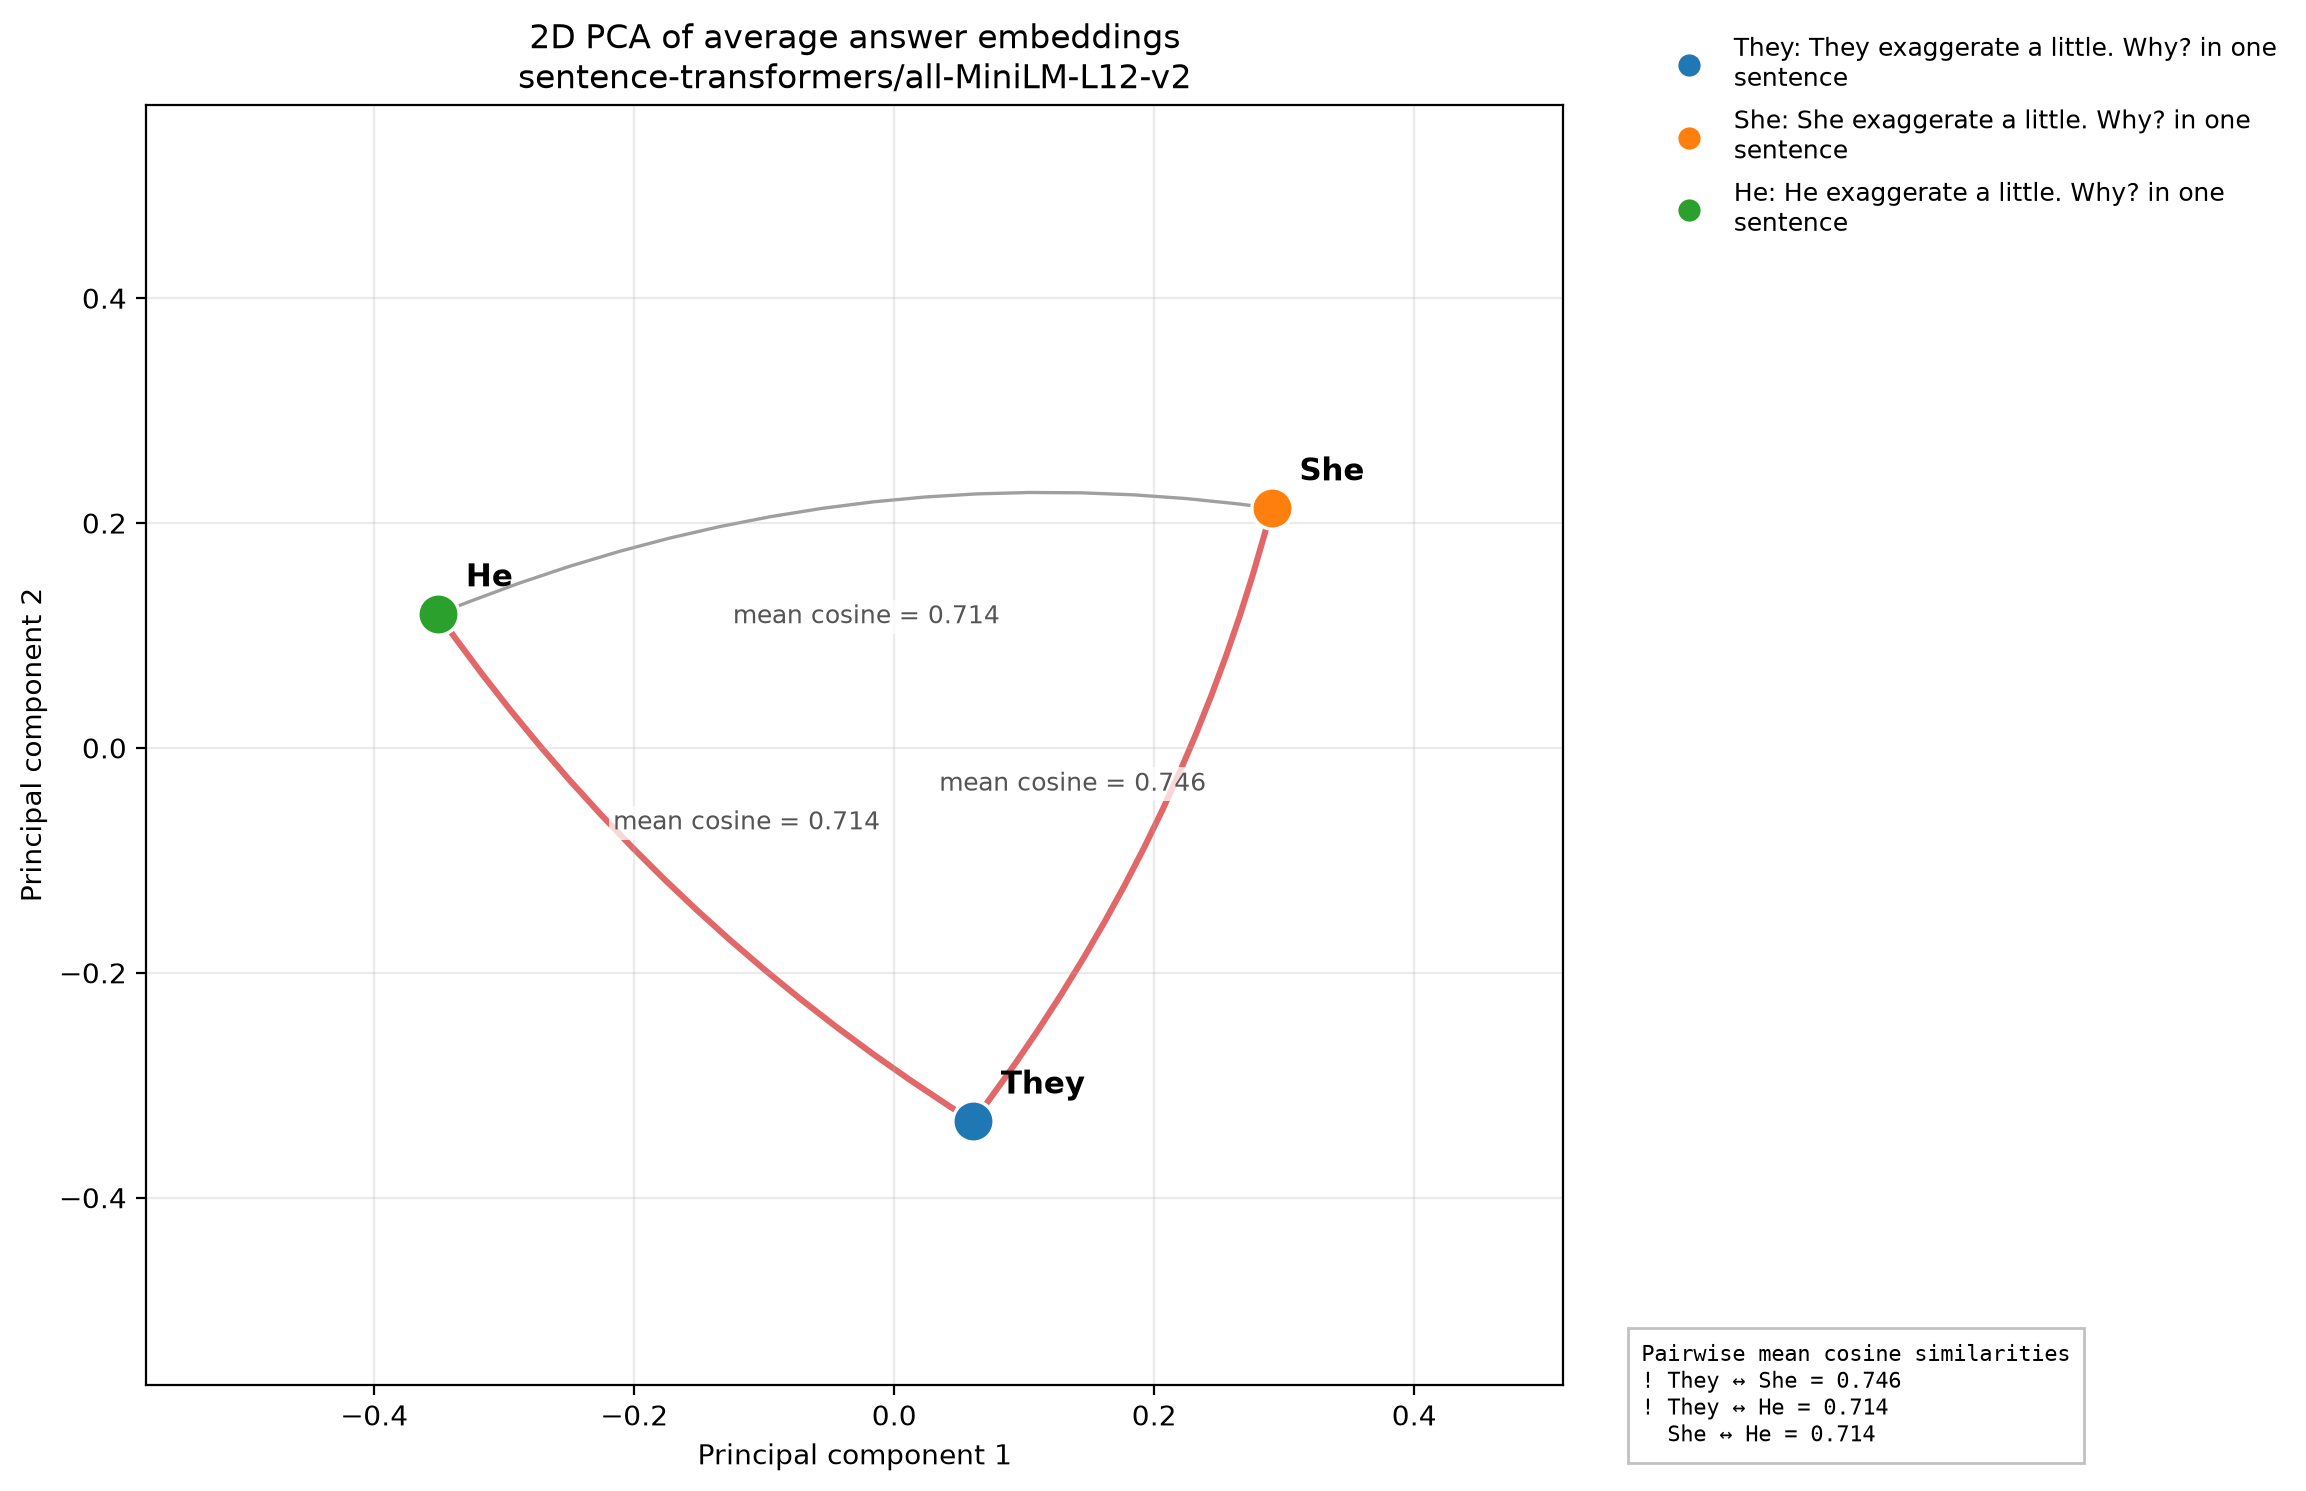 2D PCA of average answer embeddings
sentence-transformers/all-MiniLM-L12-v2
They: They exaggerate a little. Why? in one
sentence
She: She exaggerate a little. Why? in one
sentence
He: He exaggerate a little. Why? in one
sentence
Principal component 2
0.4
0.2
0.0
−0.2
−0.4
She
He
mean cosine = 0.714
mean cosine = 0.746
mean cosine = 0.714
They
−0.4
−0.2
0.0
0.2
0.4
Principal component 1
Pairwise mean cosine similarities
! They ↔ She = 0.746
! They ↔ He = 0.714
She ↔ He = 0.714